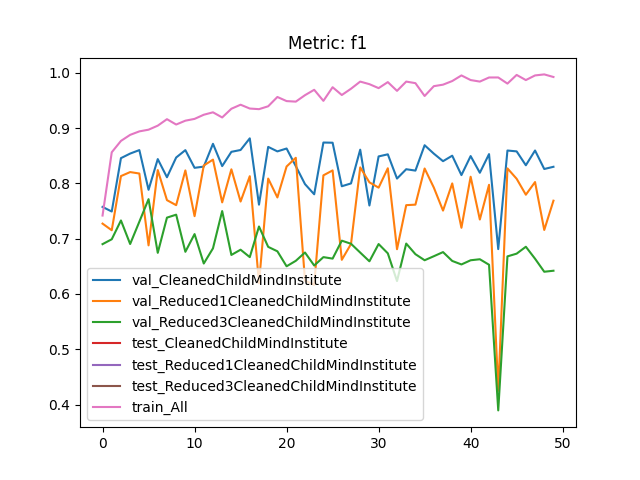 Metric: f1
1.0
0.9
0.8
0.7
0.6
0.5
0.4
val_CleanedChildMindInstitute
val_Reduced1CleanedChildMindInstitute
val_Reduced3CleanedChildMindInstitute
test_CleanedChildMindInstitute
test_Reduced1CleanedChildMindInstitute
test_Reduced3CleanedChildMindInstitute
train_All
0 10 20 30 40 50